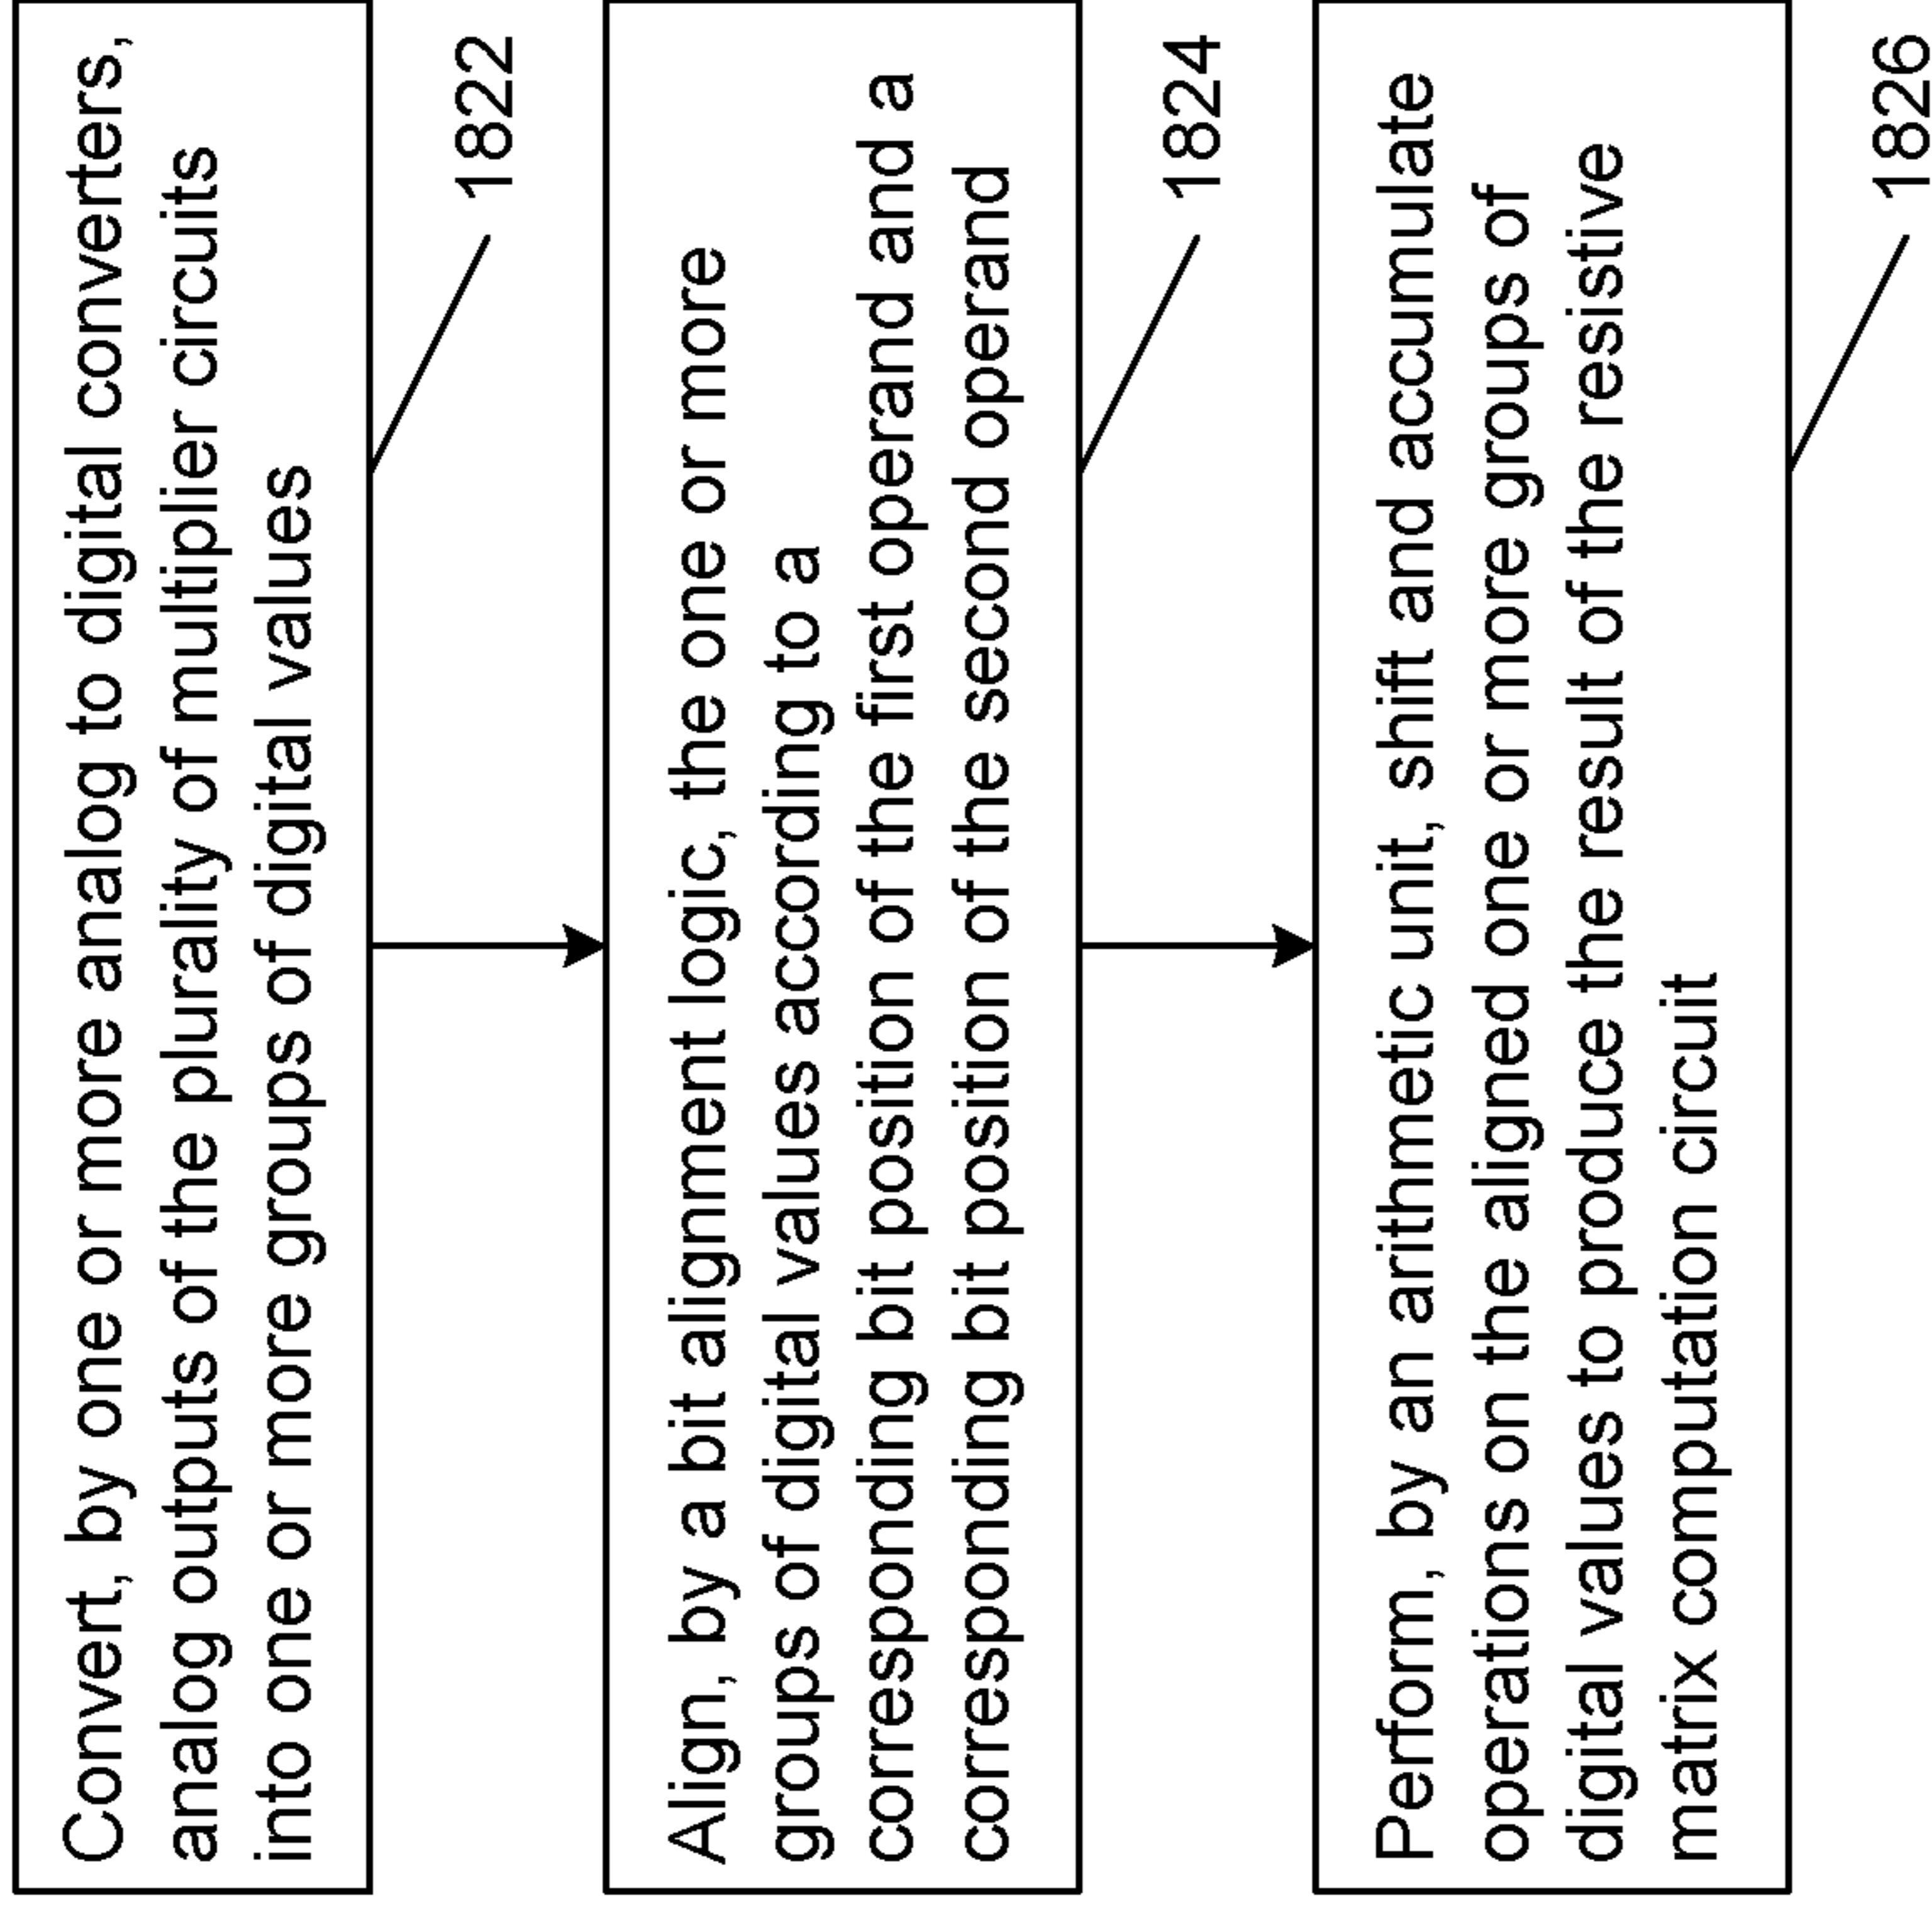 Convert, by one or more analog to digital converters,
analog outputs of the plurality of multiplier circuits
into one or more groups of digital values
1822
Align, by a bit alignment logic, the one or more
groups of digital values according to a
corresponding bit position of the first operand and a
corresponding bit position of the second operand
1824
Perform, by an arithmetic unit, shift and accumulate
operations on the aligned one or more groups of
digital values to produce the result of the resistive
matrix computation circuit
1826